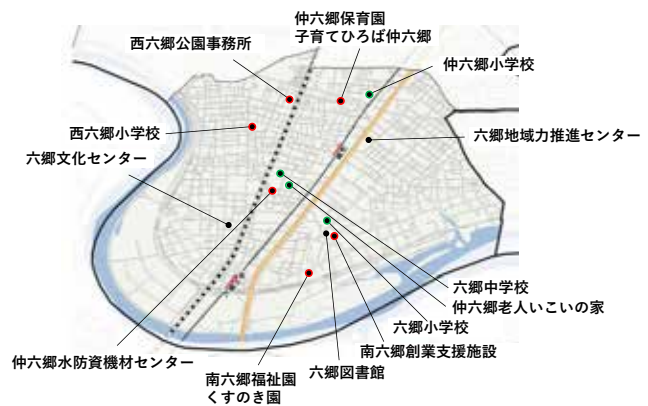 仲六郷保育園
子育てひろば仲六郷
西六郷公園事務所
仲六郷小学校
西六郷小学校
六郷地域力推進センター
六郷文化センター
六郷中学校
仲六郷老人いこいの家
六郷小学校
南六郷創業支援施設
仲六郷水防資機材センター
六郷図書館
南六郷福祉園
くすのき園